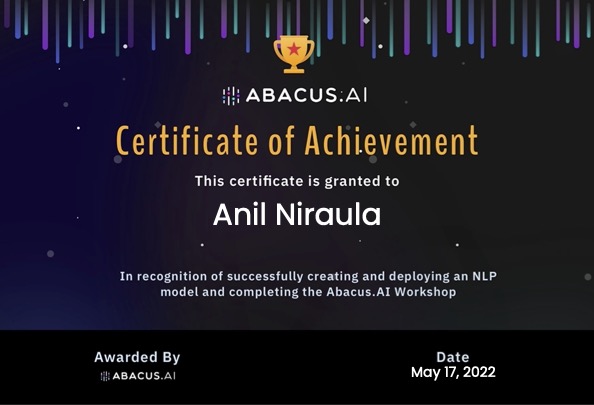 ABACUS.AI
Certificate of Achievement
This certificate is granted to
Anil Niraula
In recognition of successfully creating and deploying an NLP
model and completing the Abacus.AI Workshop
Awarded By
ABACUS.AI
Date
May 17, 2022